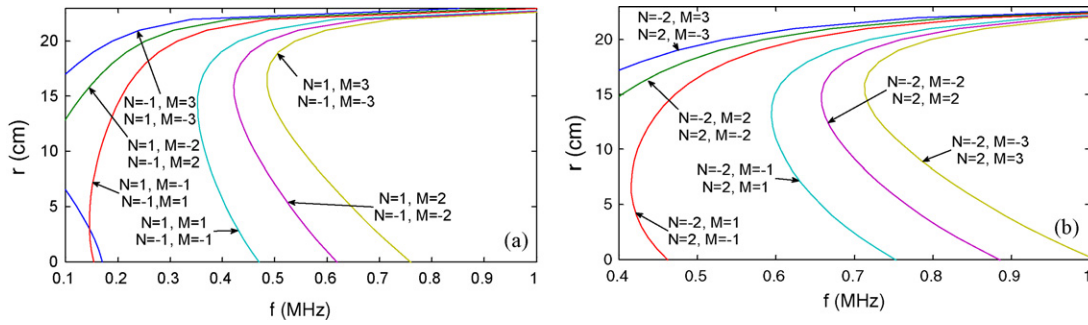 r (cm)
20
15
10
5
0
N=-1, M=3
N=1, M=-3
N=1, M=-2
N=-1, M=2
N=1, M=-1
N=-1, M=1
N=1, M=1
N=-1, M=-1
N=1, M=3
N=-1, M=-3
N=1, M=2
N=-1, M=-2
(a)
0.1 0.2 0.3 0.4 0.5 0.6 0.7 0.8 0.9 1
f (MHz)
r (cm)
20
15
10
5
0
N=-2, M=3
N=2, M=-3
N=-2, M=2
N=2, M=-2
N=-2, M=1
N=2, M=-1
N=-2, M=-1
N=2, M=1
N=-2, M=-2
N=2, M=2
N=-2, M=-3
N=2, M=3
(b)
0.4 0.5 0.6 0.7 0.8 0.9 1
f (MHz)